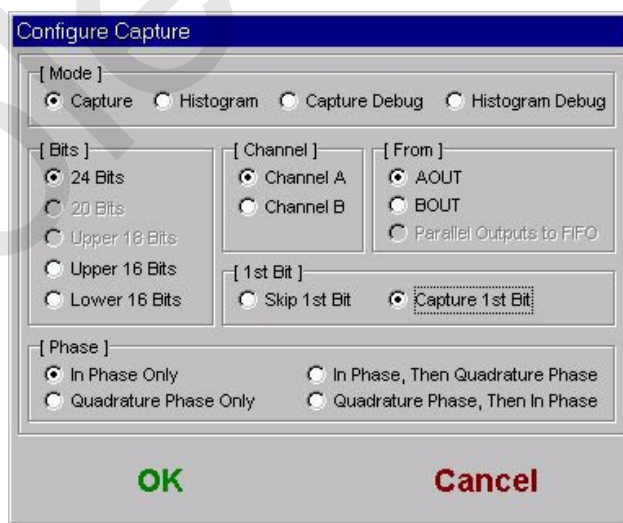 Configure Capture
[ Mode ]
Capture Histogram Capture Debug Histogram Debug
[ Bits ]
24 Bits
20 Bits
Upper 18 Bits
Upper 16 Bits
Lower 16 Bits
[ Channel ]
Channel A
Channel B
[ From ]
AOUT
BOUT
Parallel Outputs to FIFO
[ 1st Bit ]
Skip 1st Bit Capture 1st Bit
[ Phase ]
In Phase Only In Phase, Then Quadrature Phase
Quadrature Phase Only Quadrature Phase, Then In Phase
OK Cancel